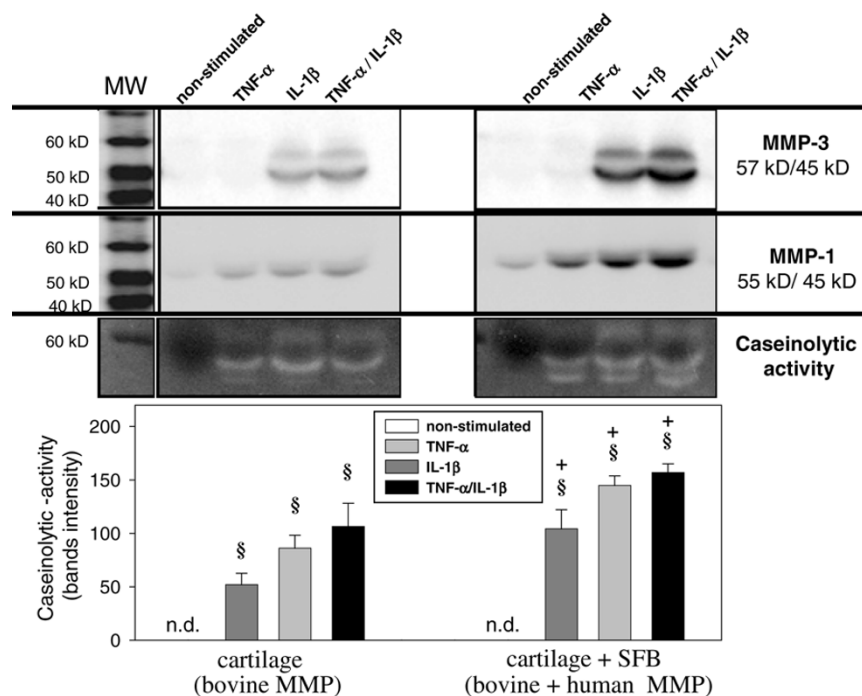 MW
non-stimulated
TNF-α
IL-1β
TNF-α / IL-1β
non-stimulated
TNF-α
IL-1β
TNF-α / IL-1β
60 kD
50 kD
40 kD
MMP-3
57 kD/45 kD
60 kD
50 kD
40 kD
MMP-1
55 kD/ 45 kD
60 kD
Caseinolytic
activity
Caseinolytic -activity
(bands intensity)
200
150
100
50
0
non-stimulated
TNF-α
IL-1β
TNF-α/IL-1β
n.d.
§
§
§
n.d.
+
§
+
§
+
§
cartilage
(bovine MMP)
cartilage + SFB
(bovine + human MMP)